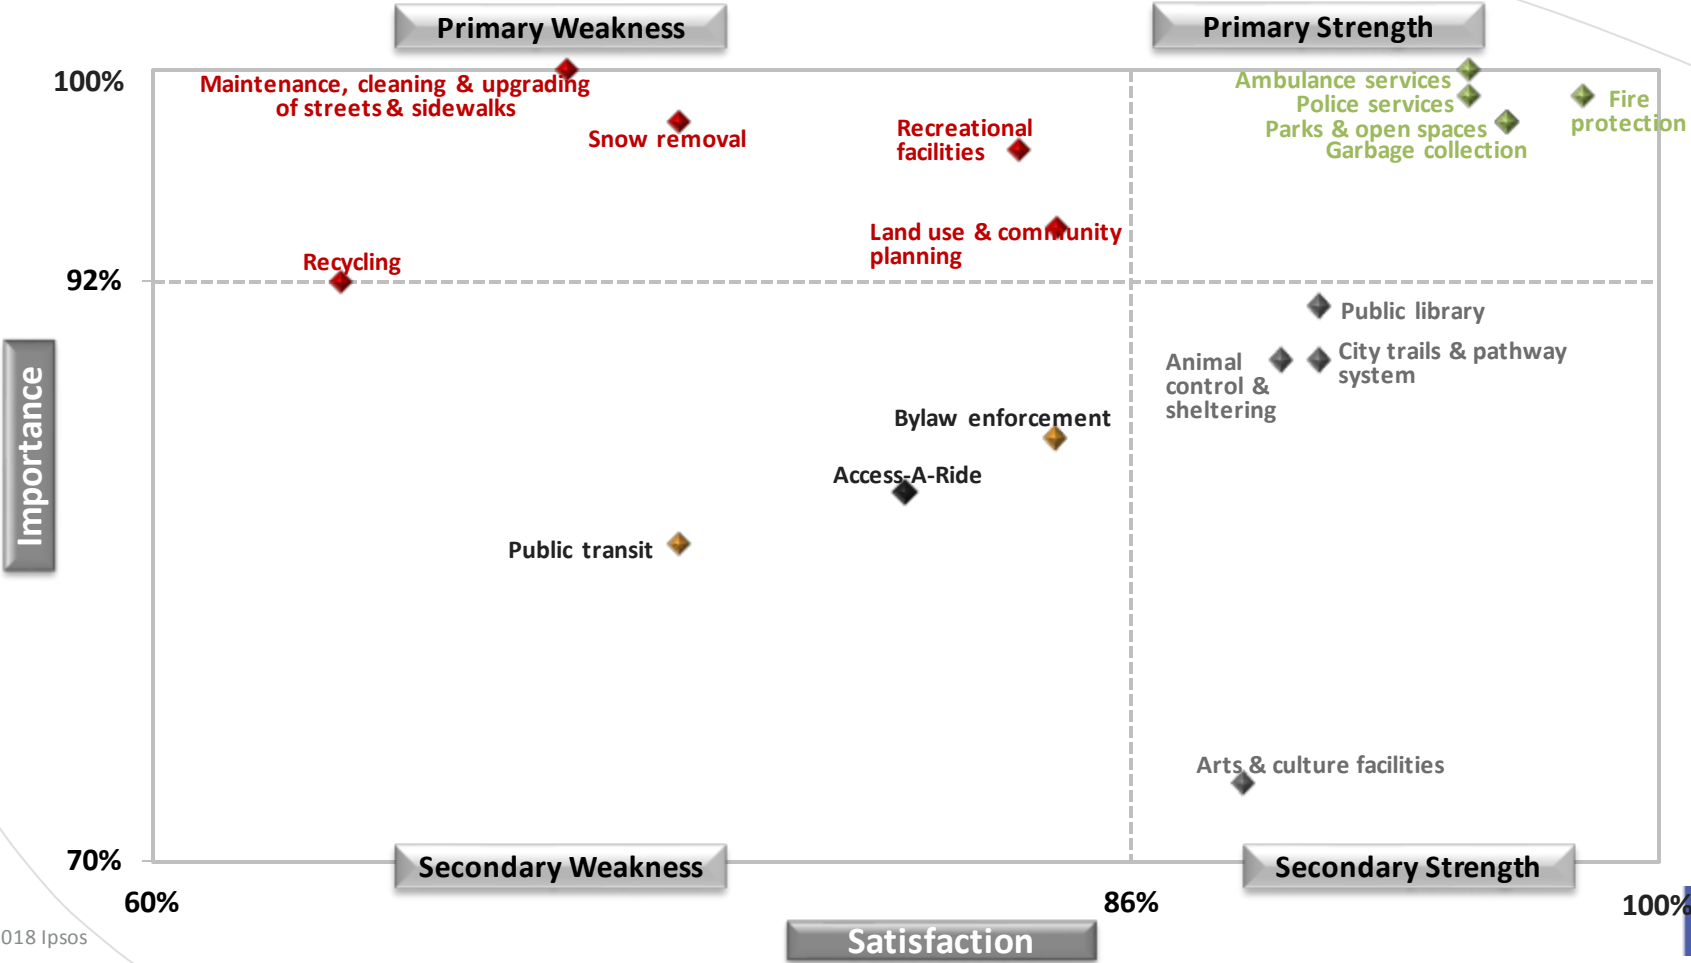 Primary Weakness
Primary Strength
100%
Maintenance, cleaning & upgrading
of streets & sidewalks
Snow removal
Recreational
facilities
Ambulance services
Police services
Parks & open spaces
Garbage collection
Fire
protection
Land use & community
planning
Recycling
92%
Public library
City trails & pathway
system
Animal
control &
sheltering
Importance
Bylaw enforcement
Access-A-Ride
Public transit
Arts & culture facilities
70%
Secondary Weakness
Secondary Strength
60%
86%
100%
Satisfaction
018 Ipsos